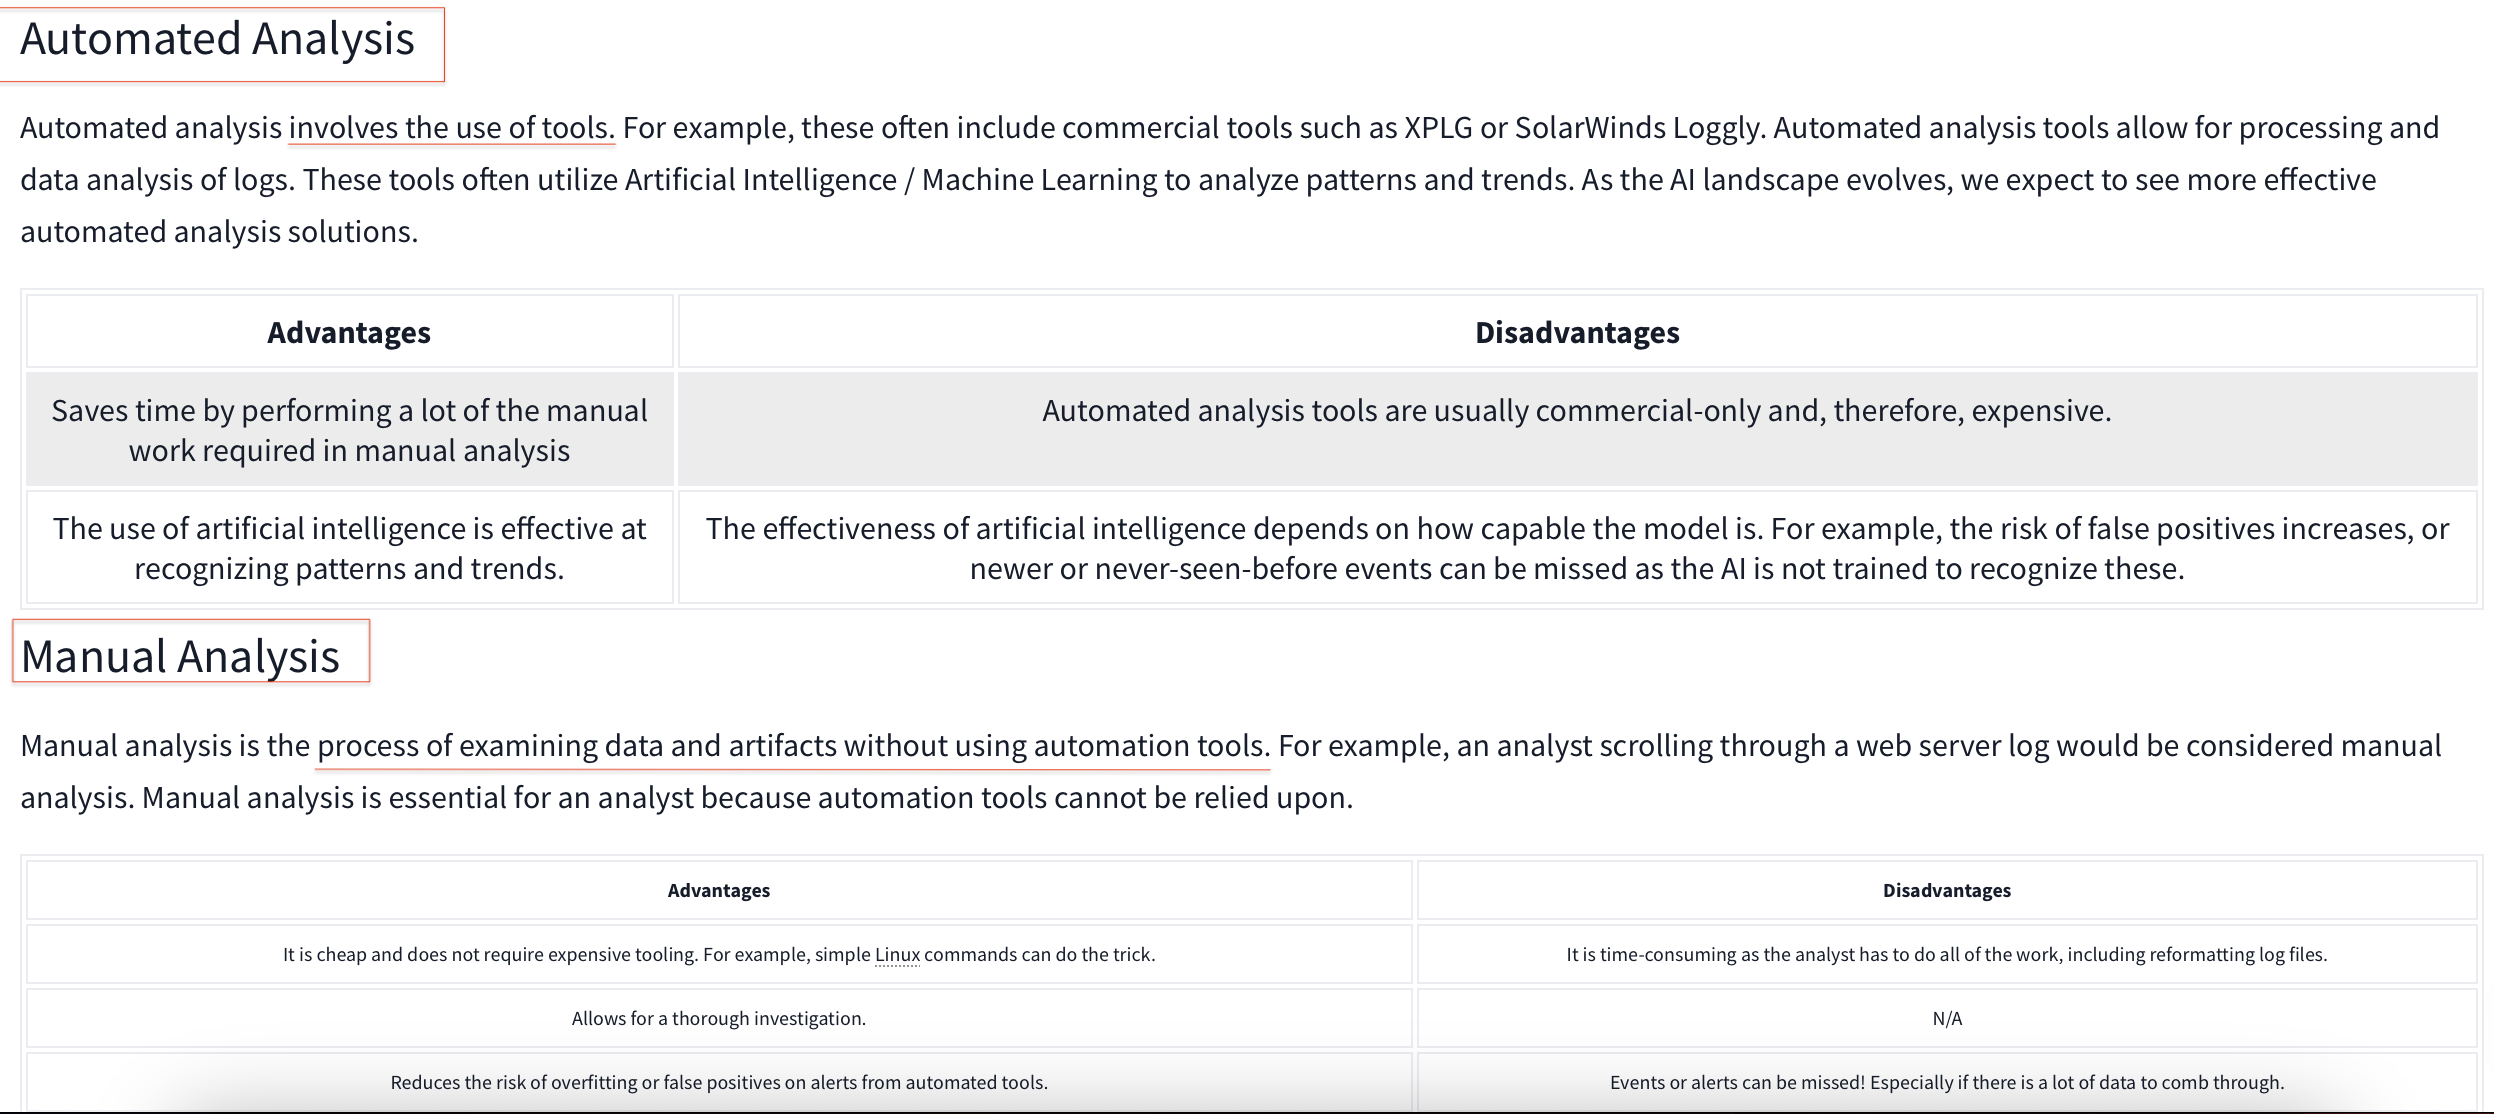 Automated Analysis
Automated analysis involves the use of tools. For example, these often include commercial tools such as XPLG or SolarWinds Loggly. Automated analysis tools allow for processing and
data analysis of logs. These tools often utilize Artificial Intelligence / Machine Learning to analyze patterns and trends. As the AI landscape evolves, we expect to see more effective
automated analysis solutions.
Advantages
Disadvantages
Saves time by performing a lot of the manual
work required in manual analysis
Automated analysis tools are usually commercial-only and, therefore, expensive.
The use of artificial intelligence is effective at
recognizing patterns and trends.
The effectiveness of artificial intelligence depends on how capable the model is. For example, the risk of false positives increases, or
newer or never-seen-before events can be missed as the AI is not trained to recognize these.
Manual Analysis
Manual analysis is the process of examining data and artifacts without using automation tools. For example, an analyst scrolling through a web server log would be considered manual
analysis. Manual analysis is essential for an analyst because automation tools cannot be relied upon.
Advantages
Disadvantages
It is cheap and does not require expensive tooling. For example, simple Linux commands can do the trick.
It is time-consuming as the analyst has to do all of the work, including reformatting log files.
Allows for a thorough investigation.
N/A
Reduces the risk of overfitting or false positives on alerts from automated tools.
Events or alerts can be missed! Especially if there is a lot of data to comb through.